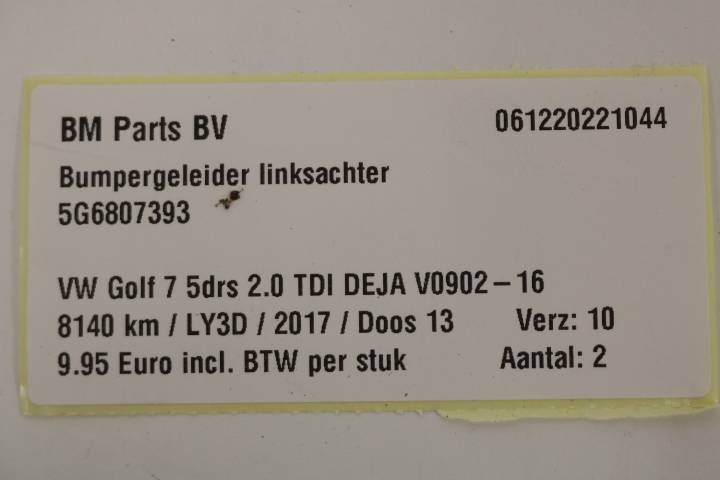 BM Parts BV 061220221044
Bumpergeleider linksachter
5G6807393
VW Golf 7 5drs 2.0 TDI DEJA V0902-16
8140 km / LY3D / 2017 / Doos 13 Verz: 10
9.95 Euro incl. BTW per stuk Aantal: 2